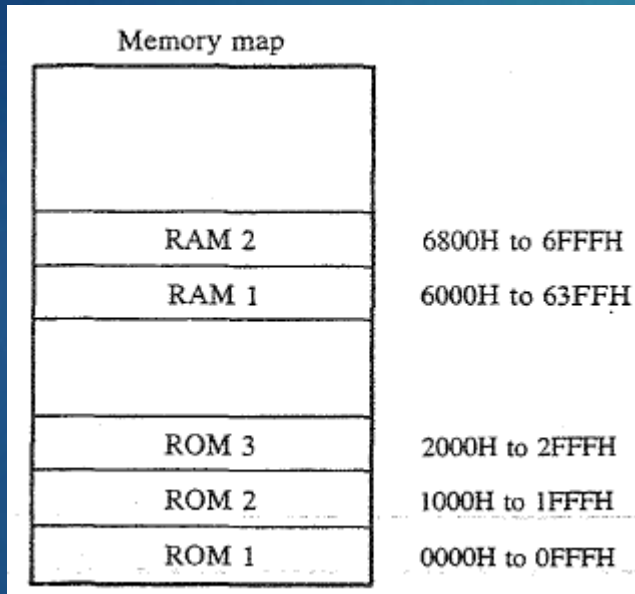 Memory map
RAM 2 6800H to 6FFFH
RAM 1 6000H to 63FFH
ROM 3 2000H to 2FFFH
ROM 2 1000H to 1FFFH
ROM 1 0000H to 0FFFH